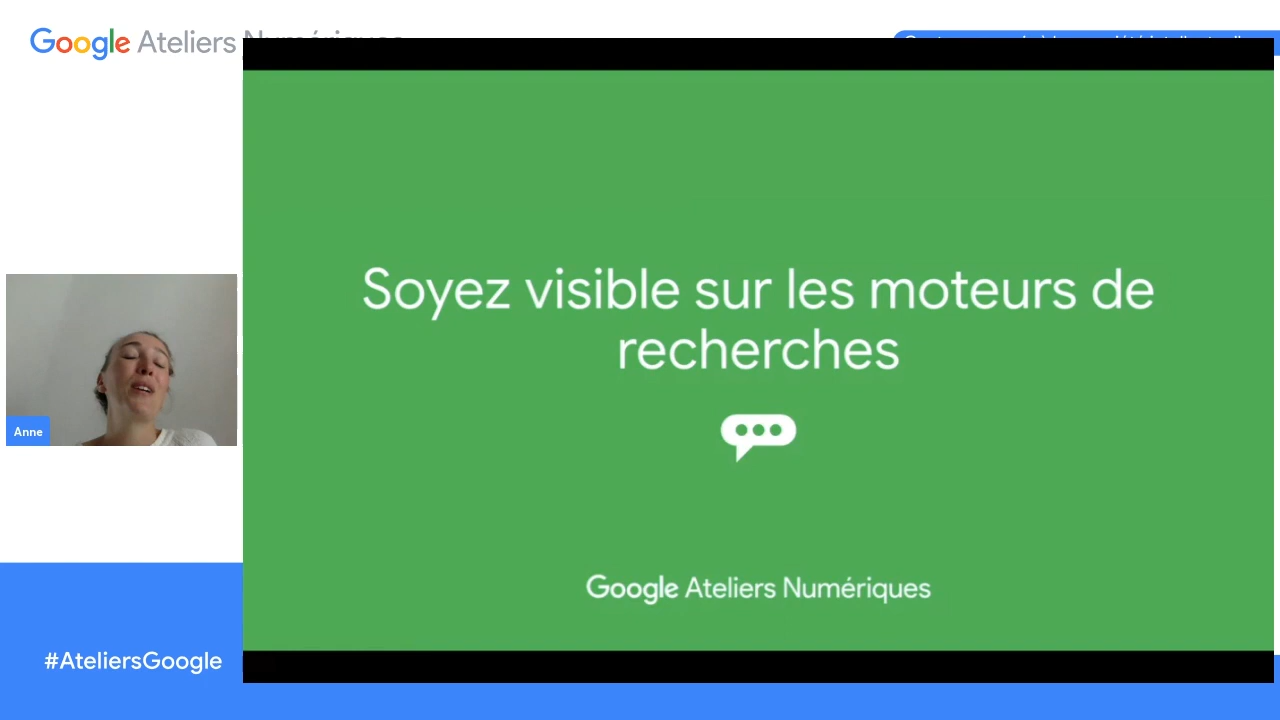 Google Ateliers
Soyez visible sur les moteurs de
recherches
Anne
Google Ateliers Numériques
#AteliersGoogle